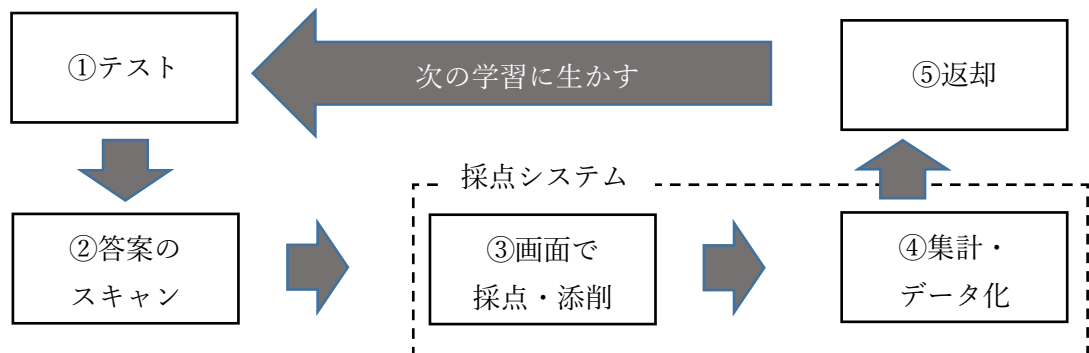 ①テスト
次の学習に生かす
⑤返却
採点システム
②答案の
スキャン
③画面で
採点・添削
④集計・
データ化